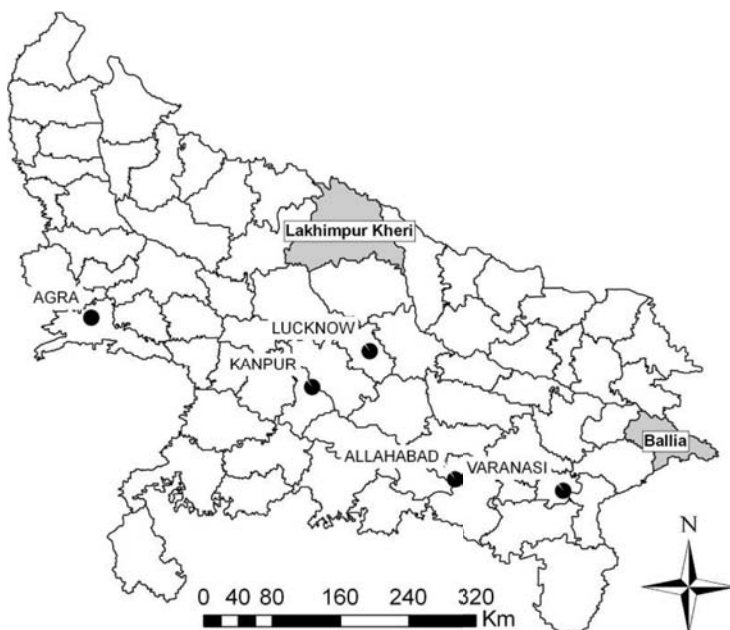 Lakhimpur Kheri
AGRA
LUCKNOW
KANPUR
Ballia
ALLAHABAD
VARANASI
N
0 40 80 160 240 320
Km